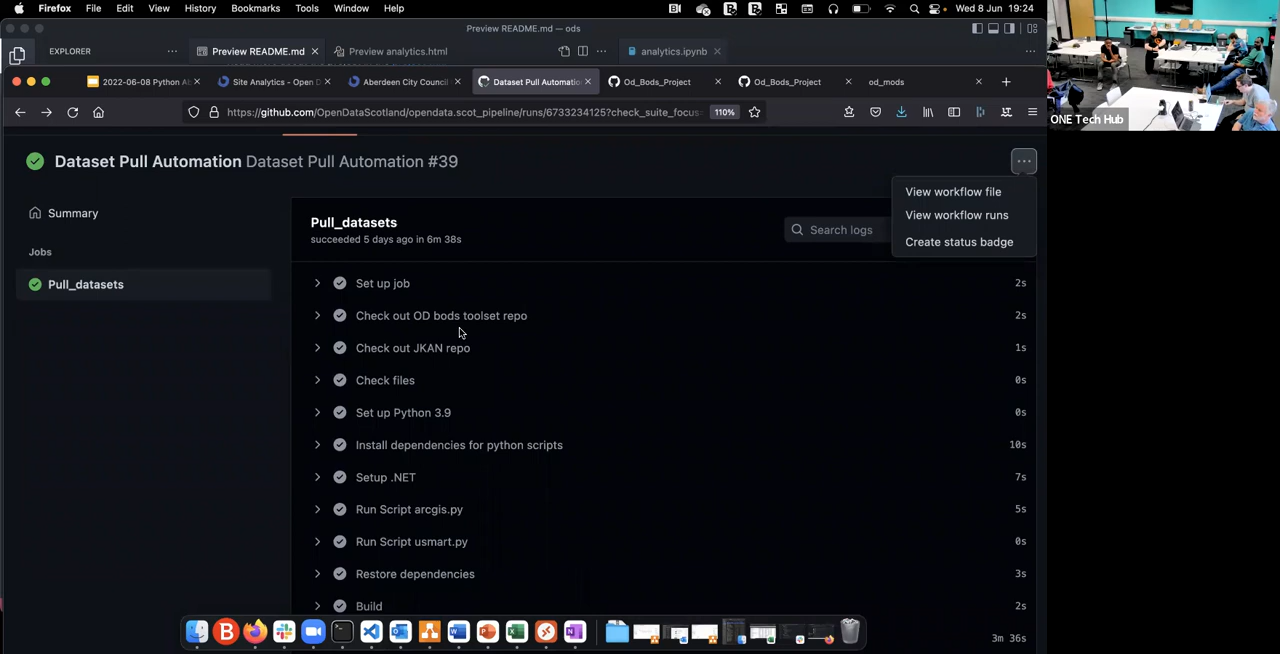 Firefox File Edit View History Bookmarks Tools Window Help Wed 8 Jun 19:24
Preview README.md — ods
EXPLORER Preview README.md Preview analytics.html analytics.ipynb
2022-06-08 Python Ab Site Analytics - Open D Aberdeen City Council Dataset Pull Automation Od_Bods_Project Od_Bods_Project od_mods
https://github.com/OpenDataScotland/opendata.scot_pipeline/runs/6733234125?check_suite_focus= 110%
ONE Tech Hub
Dataset Pull Automation Dataset Pull Automation #39
View workflow file
View workflow runs
Create status badge
Summary
Jobs
Pull_datasets
Pull_datasets
succeeded 5 days ago in 6m 38s
Search logs
Set up job 2s
Check out OD bods toolset repo 2s
Check out JKAN repo 1s
Check files 0s
Set up Python 3.9 0s
Install dependencies for python scripts 10s
Setup .NET 7s
Run Script arcgis.py 5s
Run Script usmart.py 0s
Restore dependencies 3s
Build 2s
3m 36s